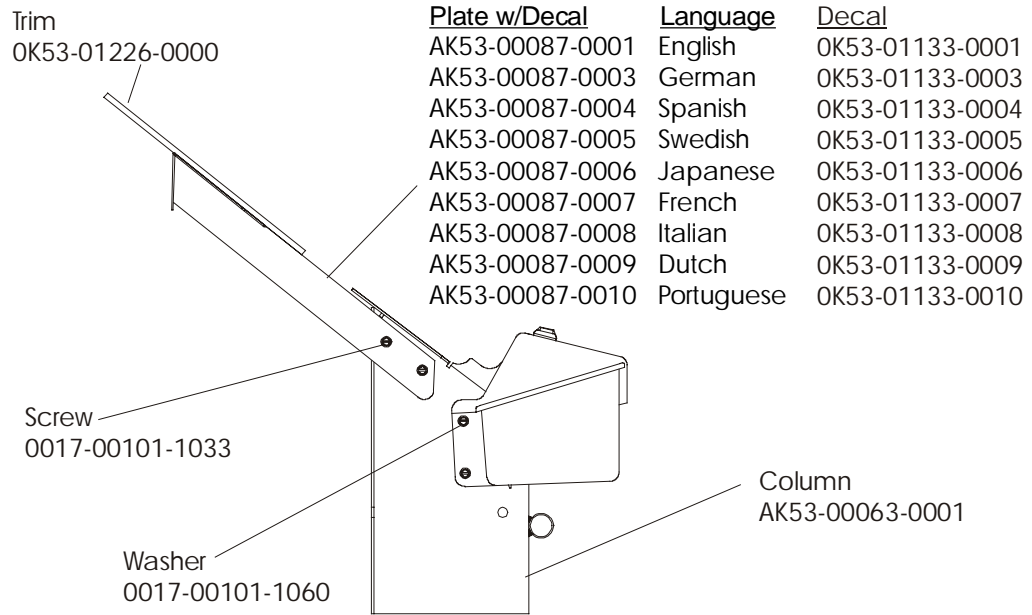 Trim
0K53-01226-0000
Plate w/Decal Language Decal
AK53-00087-0001 English 0K53-01133-0001
AK53-00087-0003 German 0K53-01133-0003
AK53-00087-0004 Spanish 0K53-01133-0004
AK53-00087-0005 Swedish 0K53-01133-0005
AK53-00087-0006 Japanese 0K53-01133-0006
AK53-00087-0007 French 0K53-01133-0007
AK53-00087-0008 Italian 0K53-01133-0008
AK53-00087-0009 Dutch 0K53-01133-0009
AK53-00087-0010 Portuguese 0K53-01133-0010
Screw
0017-00101-1033
Column
AK53-00063-0001
Washer
0017-00101-1060